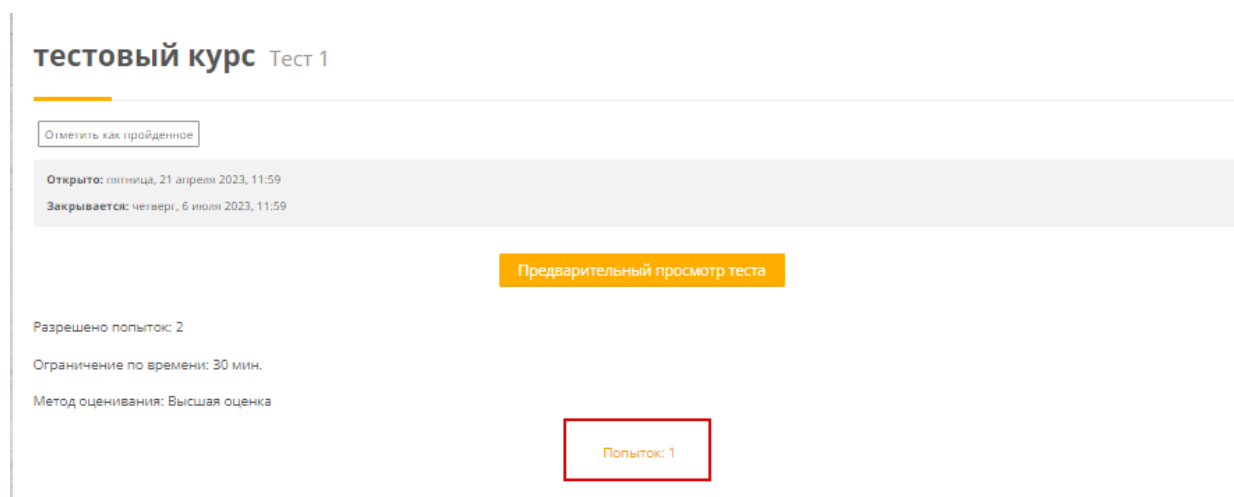 тестовый курс Тест 1
Отметить как пройденное
Открыто: пятница, 21 апреля 2023, 11:59
Закрывается: четверг, 6 июля 2023, 11:59
Предварительный просмотр теста
Разрешено попыток: 2
Ограничение по времени: 30 мин.
Метод оценивания: Высшая оценка
Попыток: 1